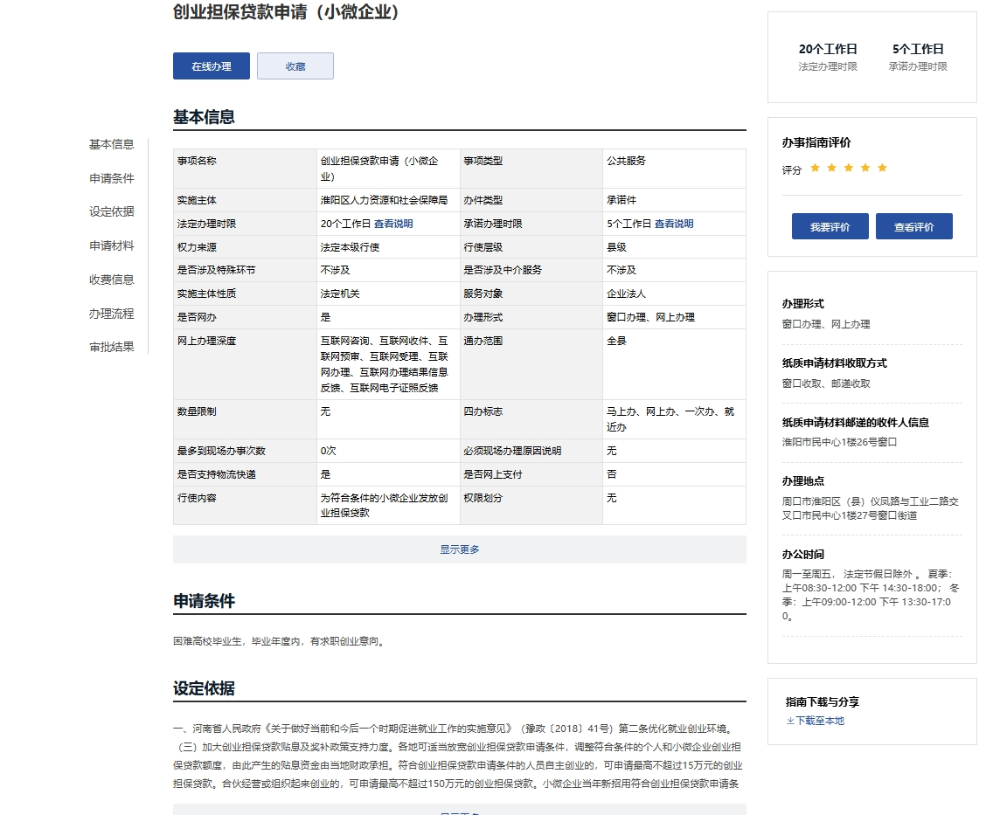 创业担保贷款申请（小微企业）
在线办理
收藏
基本信息
申请条件
设定依据
申请材料
收费信息
办理流程
审批结果
基本信息
事项名称
创业担保贷款申请（小微企
业）
事项类型
公共服务
实施主体
淮阳区人力资源和社会保障局
办件类型
承诺件
法定办理时限
20个工作日 查看说明
承诺办理时限
5个工作日 查看说明
权力来源
法定本级行使
行使层级
县级
是否涉及特殊环节
不涉及
是否涉及中介服务
不涉及
实施主体性质
法定机关
服务对象
企业法人
是否网办
是
办理形式
窗口办理、网上办理
网上办理深度
互联网咨询、互联网收件、互
联网预审、互联网受理、互联
网办理、互联网办理结果信息
反馈、互联网电子证照反馈
通办范围
全县
数量限制
无
四办标志
马上办、网上办、一次办、就
近办
最多到现场办事次数
0次
必须现场办理原因说明
无
是否支持物流快递
是
是否网上支付
否
行使内容
为符合条件的小微企业发放创
业担保贷款
权限划分
无
显示更多
申请条件
困难高校毕业生，毕业年度内，有求职创业意向。
设定依据
一、河南省人民政府《关于做好当前和今后一个时期促进就业工作的实施意见》（豫政〔2018〕41号）第二条优化就业创业环境。
（三）加大创业担保贷款贴息及奖补政策支持力度。各地可适当放宽创业担保贷款申请条件，调整符合条件的个人和小微企业创业担
保贷款额度，由此产生的贴息资金由当地财政承担。符合创业担保贷款申请条件的人员自主创业的，可申请最高不超过15万元的创业
担保贷款。合伙经营或组织起来创业的，可申请最高不超过150万元的创业担保贷款。小微企业当年新招用符合创业担保贷款申请条
显示更多
20个工作日
法定办理时限
5个工作日
承诺办理时限
办事指南评价
评分
我要评价
查看评价
办理形式
窗口办理、网上办理
纸质申请材料收取方式
窗口收取、邮递收取
纸质申请材料邮递的收件人信息
淮阳市民中心1楼26号窗口
办理地点
周口市淮阳区（县）仪凤路与工业二路交
叉口市民中心1楼27号窗口街道
办公时间
周一至周五， 法定节假日除外 。 夏季：
上午08:30-12:00 下午 14:30-18:00； 冬
季：上午09:00-12:00 下午 13:30-17:0
0。
指南下载与分享
下载至本地